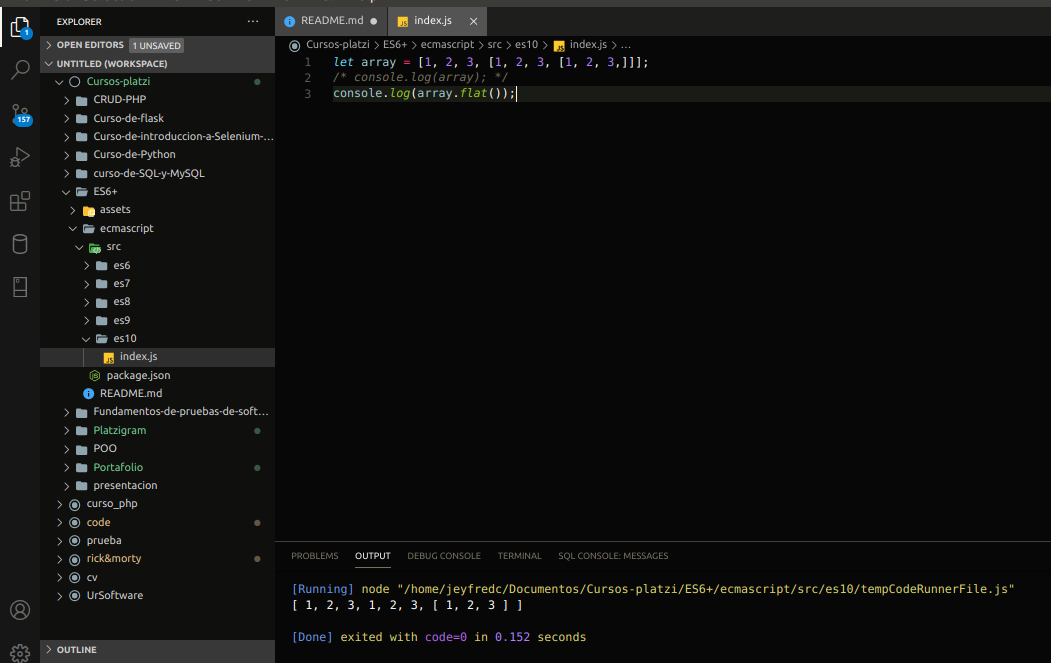 EXPLORER
...
OPEN EDITORS 1 UNSAVED
UNTITLED (WORKSPACE)
Cursos-platzi
CRUD-PHP
Curso-de-flask
Curso-de-introduccion-a-Selenium-...
Curso-de-Python
curso-de-SQL-y-MySQL
ES6+
assets
ecmascript
src
es6
es7
es8
es9
es10
index.js
package.json
README.md
Fundamentos-de-pruebas-de-soft...
Platzigram
POO
Portafolio
presentacion
curso_php
code
prueba
rick&morty
cv
UrSoftware
OUTLINE
1
157
README.md
index.js
Cursos-platzi > ES6+ > ecmascript > src > es10 > index.js > ...
1 let array = [1, 2, 3, [1, 2, 3, [1, 2, 3,]]];
2 /* console.log(array); */
3 console.log(array.flat());
PROBLEMS OUTPUT DEBUG CONSOLE TERMINAL SQL CONSOLE: MESSAGES
[Running] node "/home/jeyfredc/Documentos/Cursos-platzi/ES6+/ecmascript/src/es10/tempCodeRunnerFile.js"
[ 1, 2, 3, 1, 2, 3, [ 1, 2, 3 ] ]
[Done] exited with code=0 in 0.152 seconds